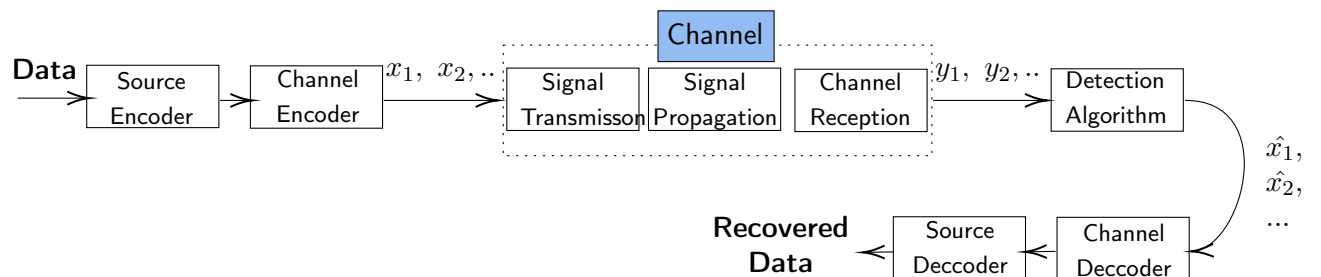 Channel
Data
Source
Encoder
Channel
Encoder
x₁, x₂,..
Signal
Transmisson
Signal
Propagation
Channel
Reception
y₁, y₂,..
Detection
Algorithm
x̂₁,
x̂₂,
...
Recovered
Data
Source
Deccoder
Channel
Deccoder